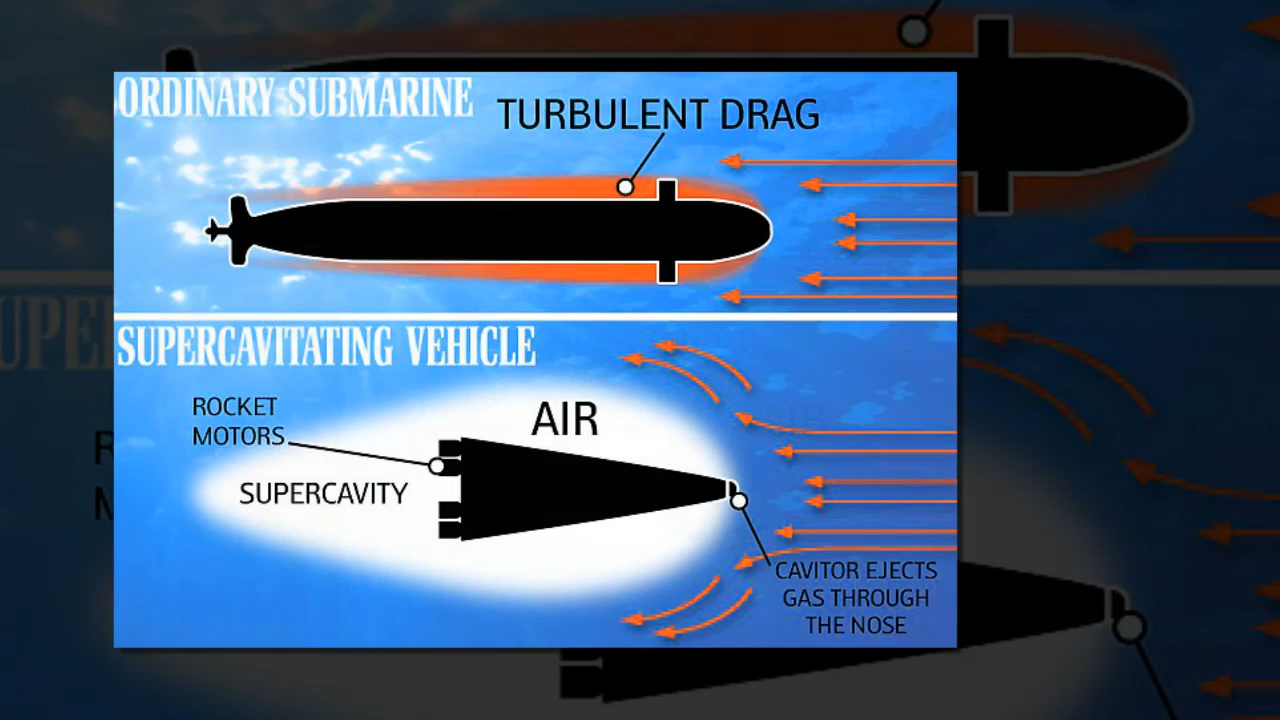 ORDINARY SUBMARINE
TURBULENT DRAG
SUPERCAVITATING VEHICLE
ROCKET
MOTORS
AIR
SUPERCAVITY
CAVITOR EJECTS
GAS THROUGH
THE NOSE